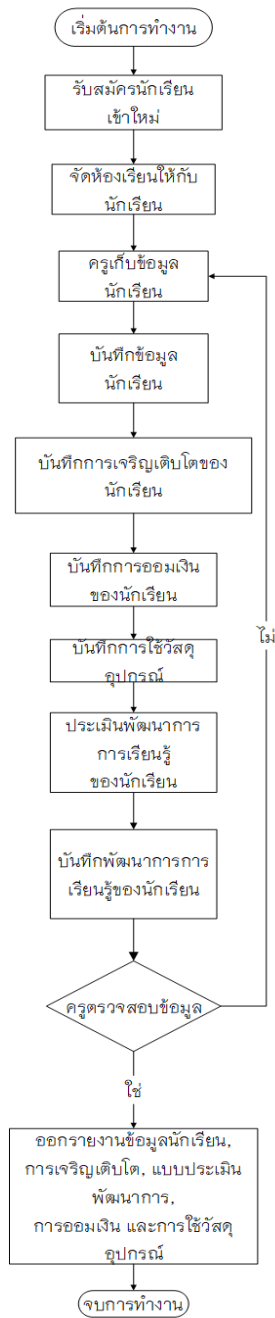 เริ่มต้นการทำงาน
รับสมัครนักเรียน
เข้าใหม่
จัดห้องเรียนให้กับ
นักเรียน
ครูเก็บข้อมูล
นักเรียน
บันทึกข้อมูล
นักเรียน
บันทึกการเจริญเติบโตของ
นักเรียน
บันทึกการออมเงิน
ของนักเรียน
บันทึกการใช้วัสดุ
อุปกรณ์
ประเมินพัฒนาการ
การเรียนรู้
ของนักเรียน
บันทึกพัฒนาการการ
เรียนรู้ของนักเรียน
ครูตรวจสอบข้อมูล
ไม่
ใช่
ออกรายงานข้อมูลนักเรียน,
การเจริญเติบโต, แบบประเมิน
พัฒนาการ,
การออมเงิน และการใช้วัสดุ
อุปกรณ์
จบการทำงาน